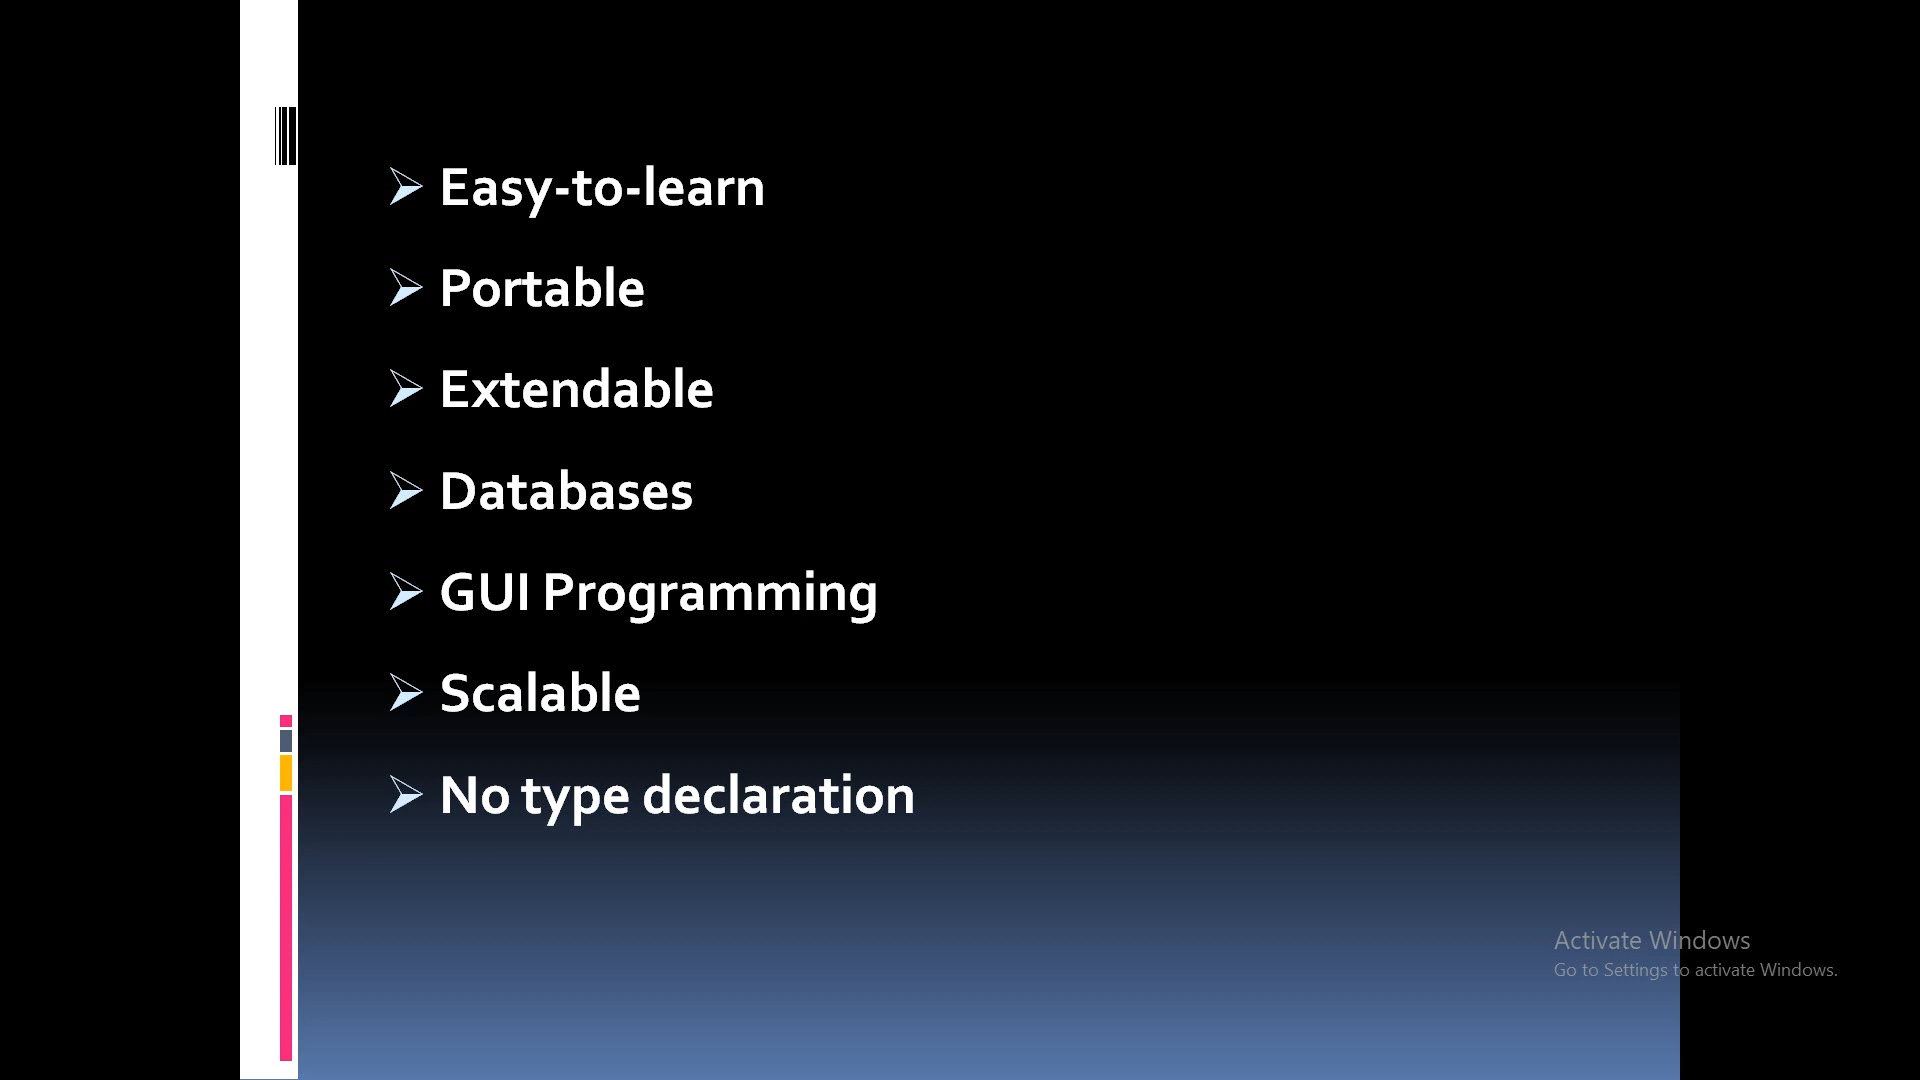 Easy-to-learn
Portable
Extendable
Databases
GUI Programming
Scalable
No type declaration
Activate Windows
Go to Settings to activate Windows.